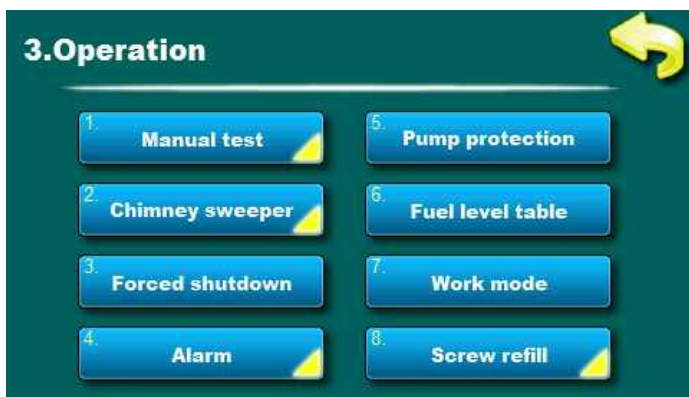 3.Operation
1.
Manual test
2.
Chimney sweeper
3.
Forced shutdown
4.
Alarm
5.
Pump protection
6.
Fuel level table
7.
Work mode
8.
Screw refill